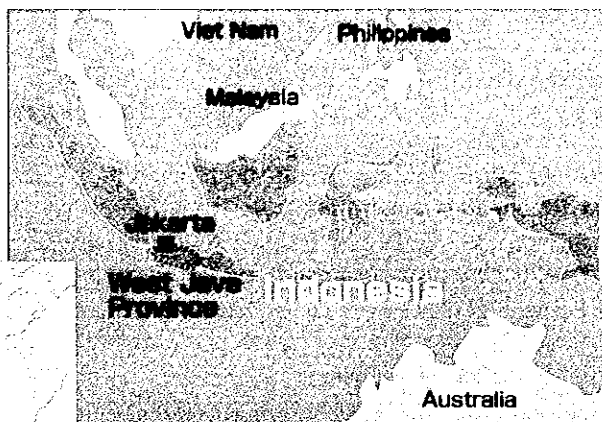 Viet Nam
Philippines
Malaysia
Jakarta
West Java
Province
Indonesia
Australia